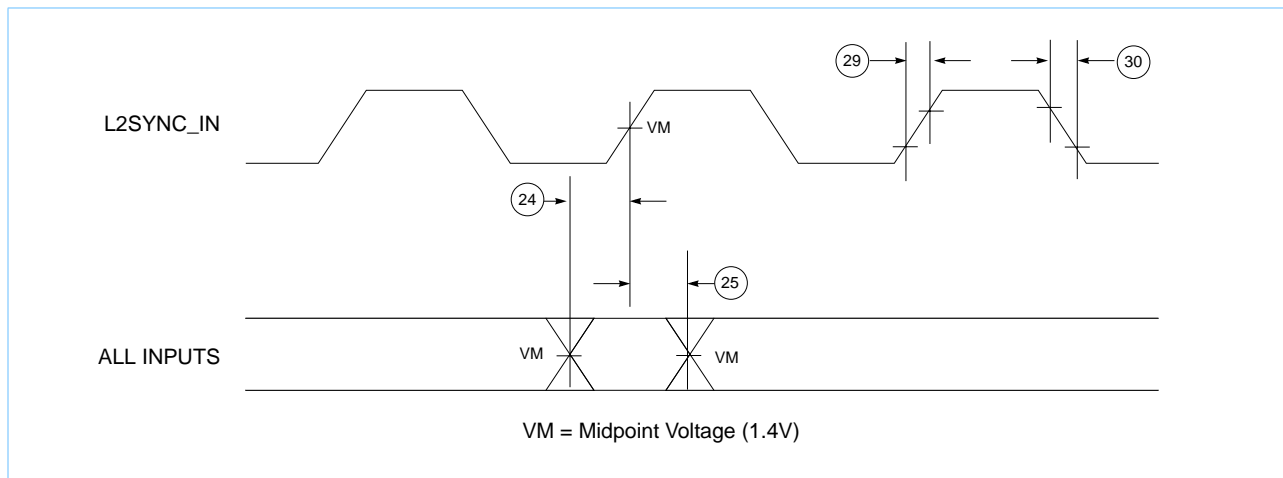 29
30
L2SYNC_IN
VM
24
25
ALL INPUTS
VM
VM
VM = Midpoint Voltage (1.4V)